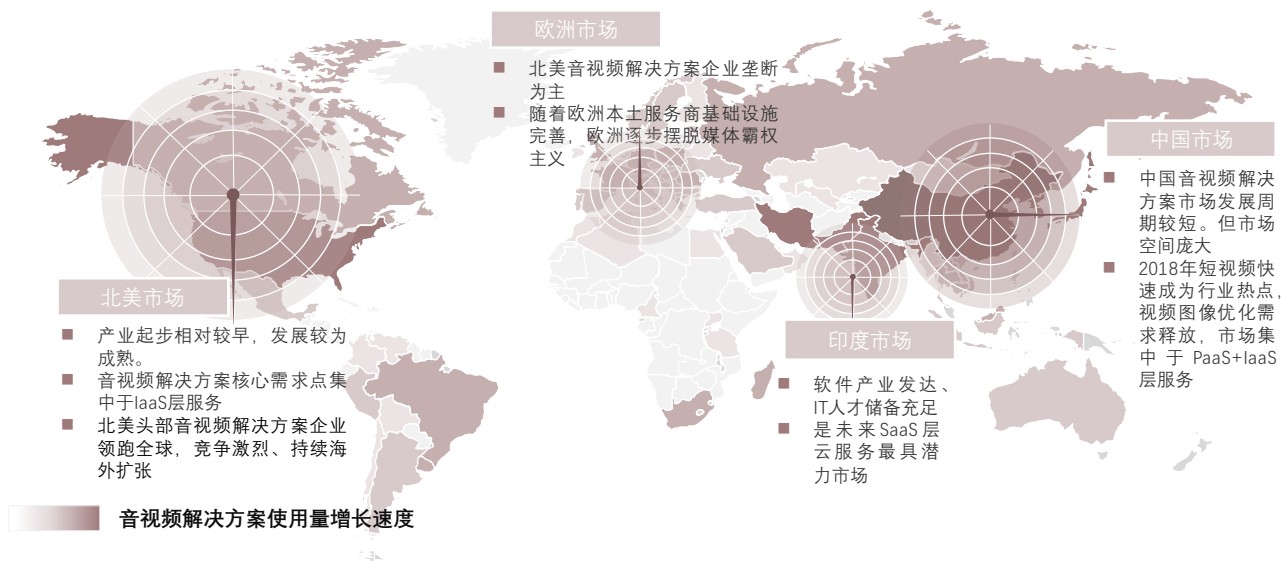 欧洲市场
北美音视频解决方案企业垄断
为主
随着欧洲本土服务商基础设施
完善，欧洲逐步摆脱媒体霸权
主义
中国市场
中国音视频解决
方案市场发展周
期较短。但市场
空间庞大
2018年短视频快
速成为行业热点，
视频图像优化需
求释放，市场集
中于PaaS+IaaS
层服务
北美市场
产业起步相对较早，发展较为
成熟。
音视频解决方案核心需求点集
中于IaaS层服务
北美头部音视频解决方案企业
领跑全球，竞争激烈、持续海
外扩张
印度市场
软件产业发达、
IT人才储备充足
是未来SaaS层
云服务最具潜
力市场
音视频解决方案使用量增长速度